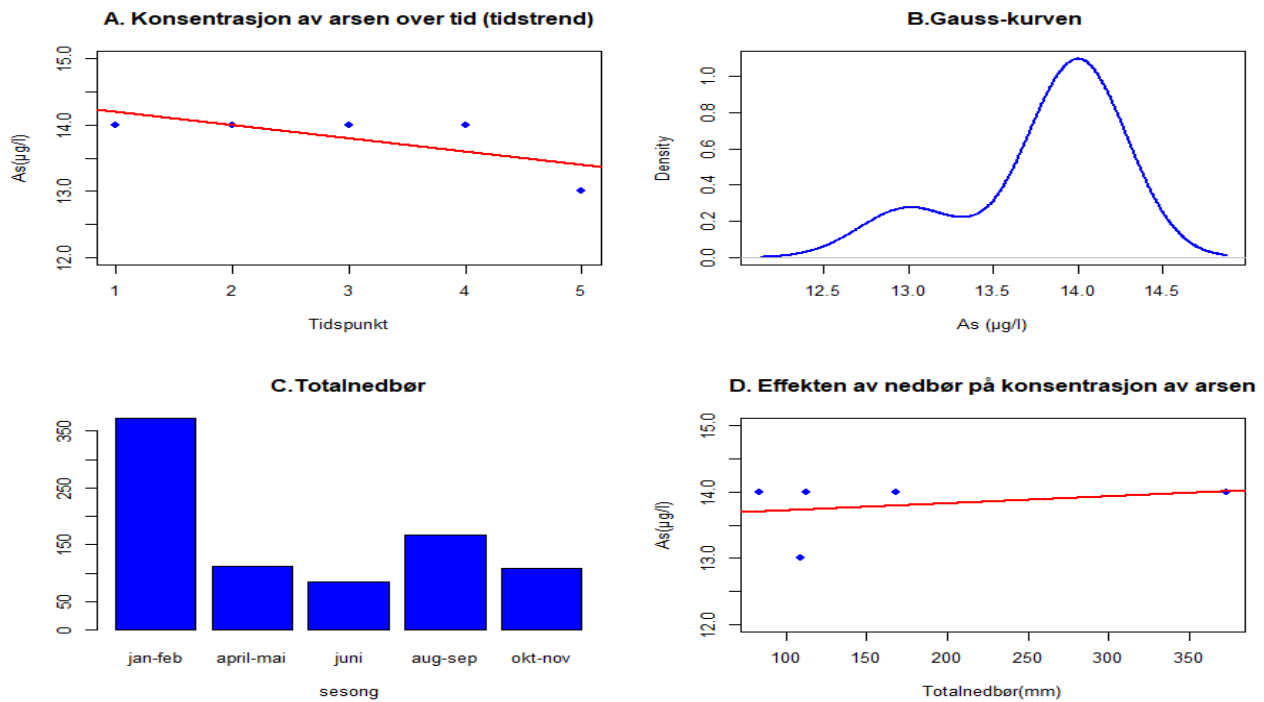 A. Konsentrasjon av arsen over tid (tidstrend)
As(µg/l)
15.0
14.0
13.0
12.0
1 2 3 4 5
Tidspunkt
B.Gauss-kurven
Density
1.0
0.8
0.6
0.4
0.2
0.0
12.5 13.0 13.5 14.0 14.5
As (µg/l)
C.Totalnedbør
350
250
150
50
0
jan-feb april-mai juni aug-sep okt-nov
sesong
D. Effekten av nedbør på konsentrasjon av arsen
As(µg/l)
15.0
14.0
13.0
12.0
100 150 200 250 300 350
Totalnedbør(mm)